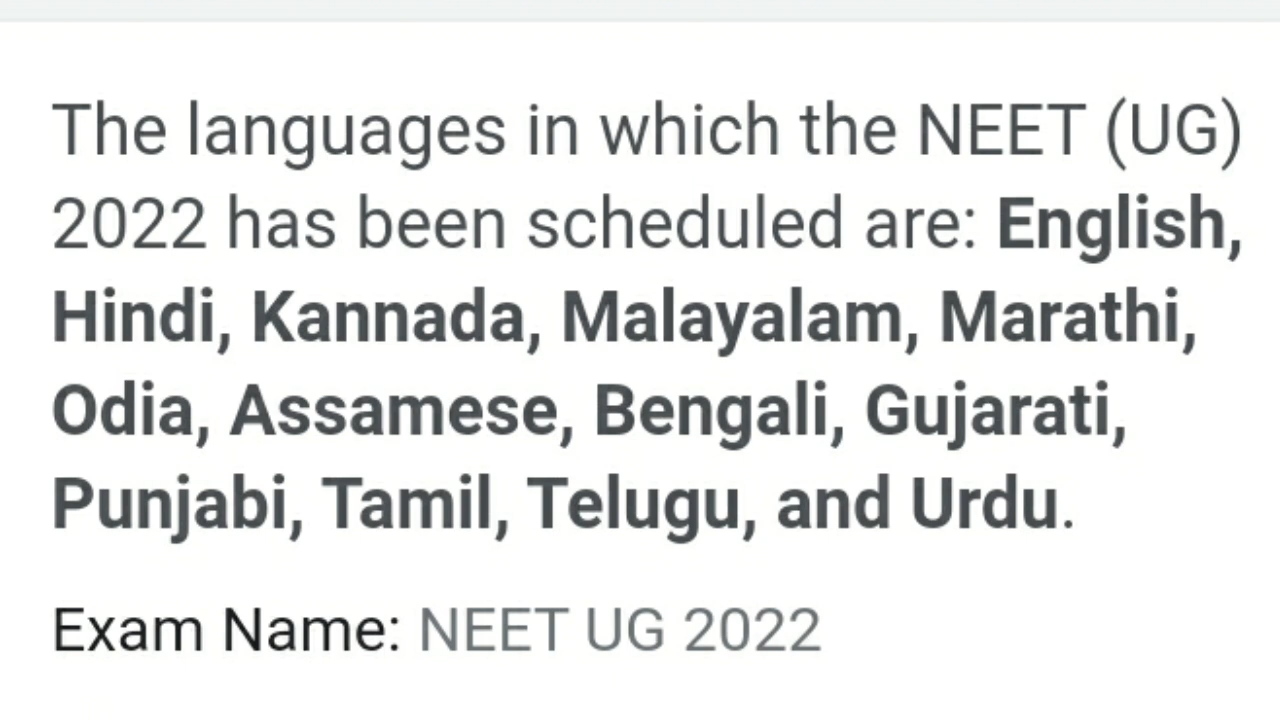 The languages in which the NEET (UG)
2022 has been scheduled are: English,
Hindi, Kannada, Malayalam, Marathi,
Odia, Assamese, Bengali, Gujarati,
Punjabi, Tamil, Telugu, and Urdu.
Exam Name: NEET UG 2022